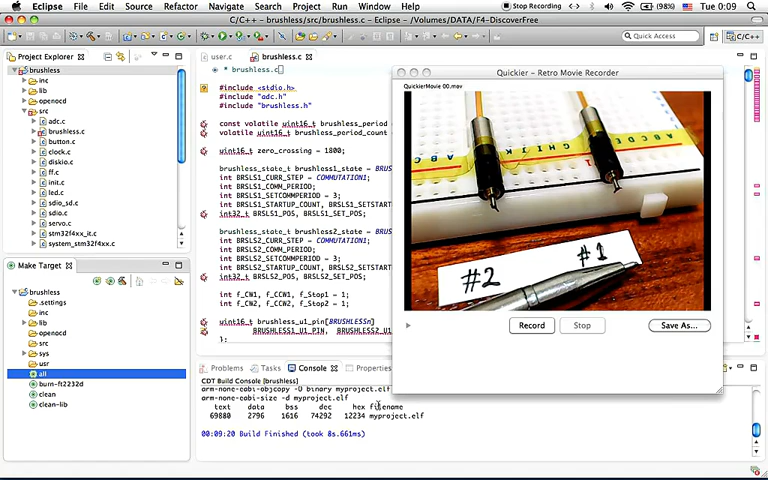 Eclipse File Edit Source Refactor Navigate Search Project Run Window Help Stop Recording (98%) Tue 0:09
C/C++ - brushless/src/brushless.c - Eclipse - /Volumes/DATA/F4-DiscoverFree
Quick Access C/C++
Project Explorer
brushless
inc
lib
openocd
src
adc.c
brushless.c
button.c
clock.c
diskio.c
ff.c
init.c
led.c
sdio_sd.c
sdio.c
servo.c
stm32f4xx_it.c
system_stm32f4xx.c
Make Target
brushless
.settings
inc
lib
openocd
src
sys
usr
all
burn-ft2232d
clean
clean-lib
user.c brushless.c
* brushless.c
#include <stdio.h>
#include "adc.h"
#include "brushless.h"
const volatile uint16_t brushless_period
volatile uint16_t brushless_period_count
uint16_t zero_crossing = 1800;
brushless_state_t brushless1_state =
int BRSLS1_CURR_STEP = COMMUTATION1;
int BRSLS1_COMM_PERIOD;
int BRSLS1_SETCOMMPERIOD = 3;
int BRSLS1_STARTUP_COUNT, BRSLS1_SETSTART
int32_t BRSLS1_POS, BRSLS1_SET_POS;
brushless_state_t brushless2_state =
int BRSLS2_CURR_STEP = COMMUTATION1;
int BRSLS2_COMM_PERIOD;
int BRSLS2_SETCOMMPERIOD = 3;
int BRSLS2_STARTUP_COUNT, BRSLS2_SETSTAR
int32_t BRSLS2_POS, BRSLS2_SET_POS;
int f_CW1, f_CCW1, f_Stop1 = 1;
int f_CW2, f_CCW2, f_Stop2 = 1;
uint16_t brushless_u1_pin[BRUSHLESSn]
BRUSHLESS1_U1_PIN, BRUSHLESS2_U1
};
Problems Tasks Console Properties
CDT Build Console [brushless]
arm-none-eabi-objcopy -O binary myproject.elf
arm-none-eabi-size -d myproject.elf
text data bss dec hex filename
69880 2796 1616 74292 12234 myproject.elf
00:09:20 Build Finished (took 8s.661ms)
Quickier - Retro Movie Recorder
QuickierMovie 00.mov
A B C
G H I J K
A B C D E
#2
#1
Record Stop Save As...